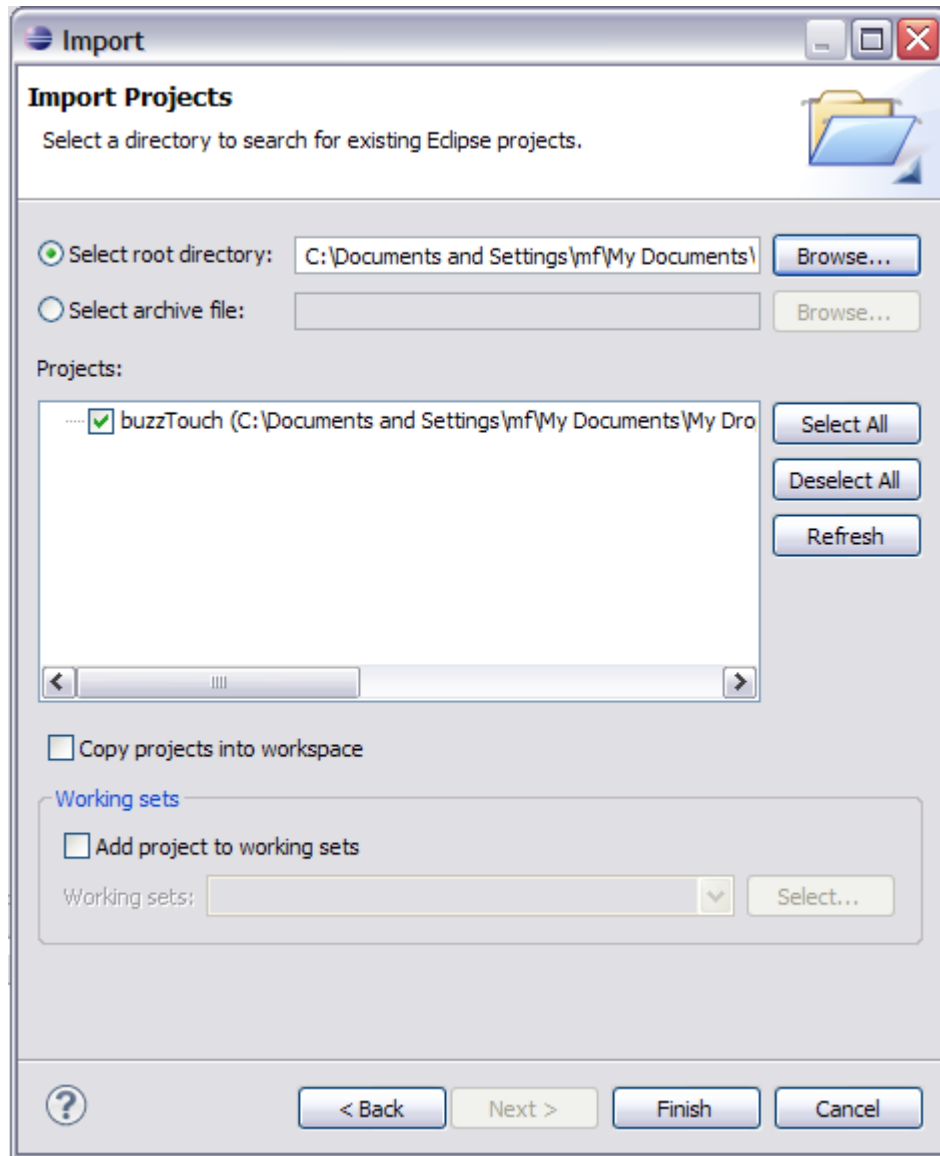 Import
Import Projects
Select a directory to search for existing Eclipse projects.
Select root directory: C:\Documents and Settings\mf\My Documents\ Browse...
Select archive file: Browse...
Projects:
buzzTouch (C:\Documents and Settings\mf\My Documents\My Dro Select All
Deselect All
Refresh
Copy projects into workspace
Working sets
Add project to working sets
Working sets: Select...
? < Back Next > Finish Cancel